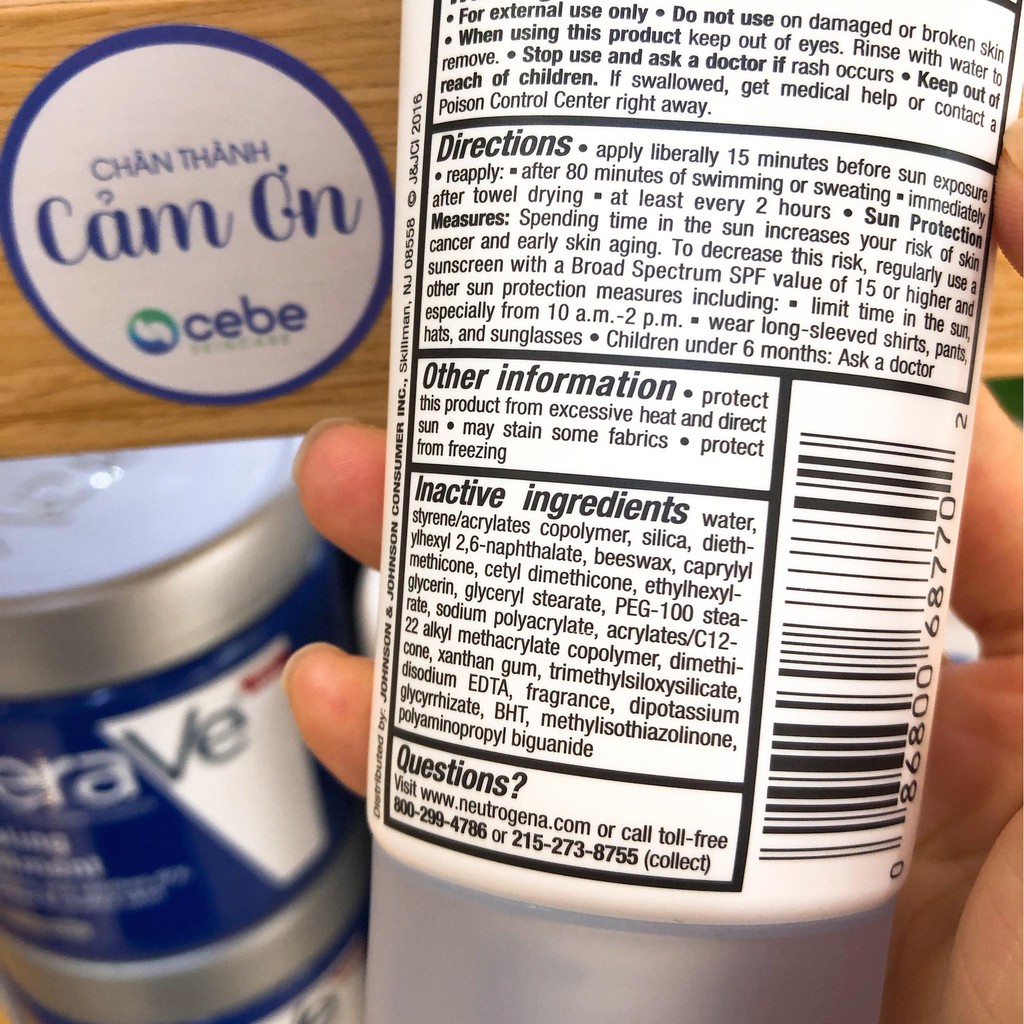 CHÂN THÀNH
Cảm Ơn
cebe
SKINCARE
eraVe
• For external use only • Do not use on damaged or broken skin
• When using this product keep out of eyes. Rinse with water to
remove. • Stop use and ask a doctor if rash occurs • Keep out of
reach of children. If swallowed, get medical help or contact a
Poison Control Center right away.
Directions • apply liberally 15 minutes before sun exposure
• reapply: ▪ after 80 minutes of swimming or sweating ▪ immediately
after towel drying ▪ at least every 2 hours • Sun Protection
Measures: Spending time in the sun increases your risk of skin
cancer and early skin aging. To decrease this risk, regularly use a
sunscreen with a Broad Spectrum SPF value of 15 or higher and
other sun protection measures including: ▪ limit time in the sun,
especially from 10 a.m.-2 p.m. ▪ wear long-sleeved shirts, pants,
hats, and sunglasses • Children under 6 months: Ask a doctor
Other information • protect
this product from excessive heat and direct
sun • may stain some fabrics • protect
from freezing
Inactive ingredients water,
styrene/acrylates copolymer, silica, dieth-
ylhexyl 2,6-naphthalate, beeswax, caprylyl
methicone, cetyl dimethicone, ethylhexyl-
glycerin, glyceryl stearate, PEG-100 stea-
rate, sodium polyacrylate, acrylates/C12-
22 alkyl methacrylate copolymer, dimethi-
cone, xanthan gum, trimethylsiloxysilicate,
disodium EDTA, fragrance, dipotassium
glycyrrhizate, BHT, methylisothiazolinone,
polyaminopropyl biguanide
Questions?
Visit www.neutrogena.com or call toll-free
800-299-4786 or 215-273-8755 (collect)
Distributed by: JOHNSON & JOHNSON CONSUMER INC., Skillman, NJ 08558 © J&JCI 2016
0 86800 68770 2